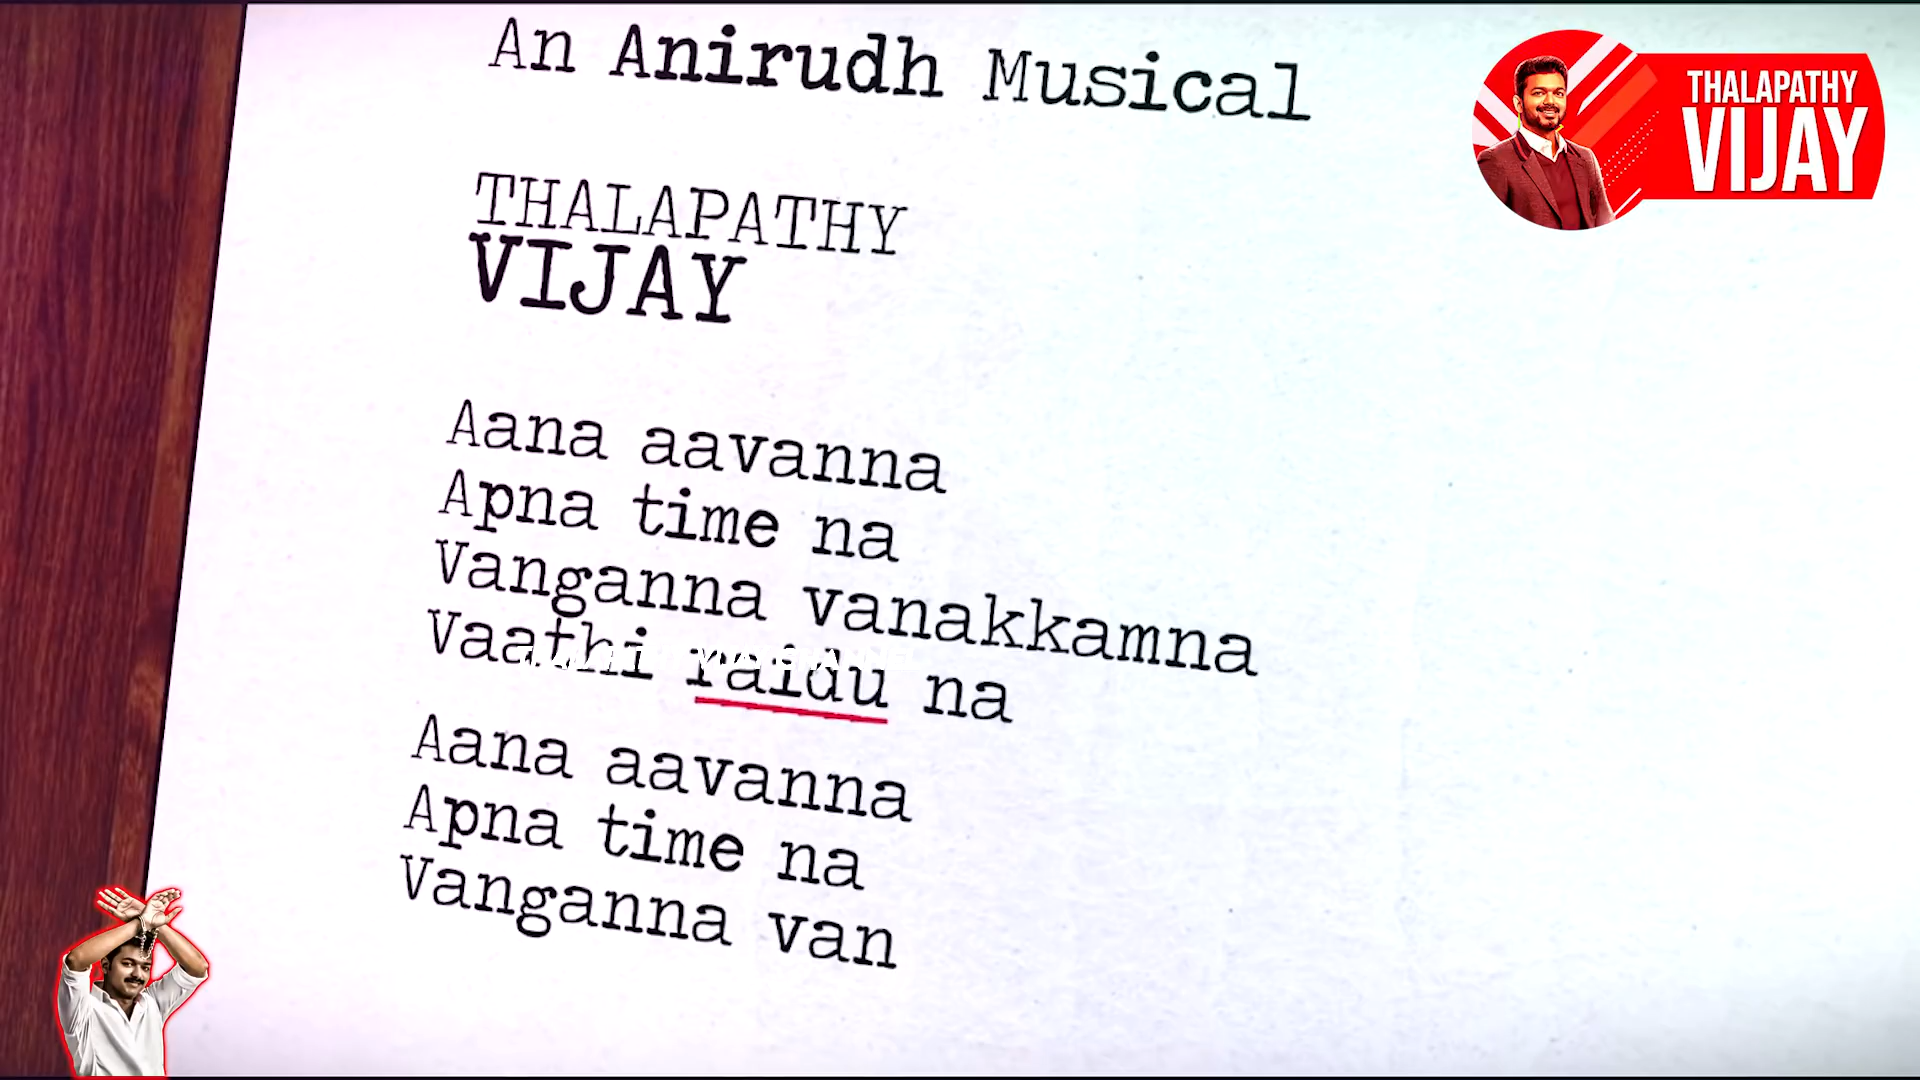 An Anirudh Musical
THALAPATHY
VIJAY
THALAPATHY
VIJAY
Aana aavanna
Apna time na
Vanganna vanakkamna
Vaathi raidu na
Aana aavanna
Apna time na
Vanganna van